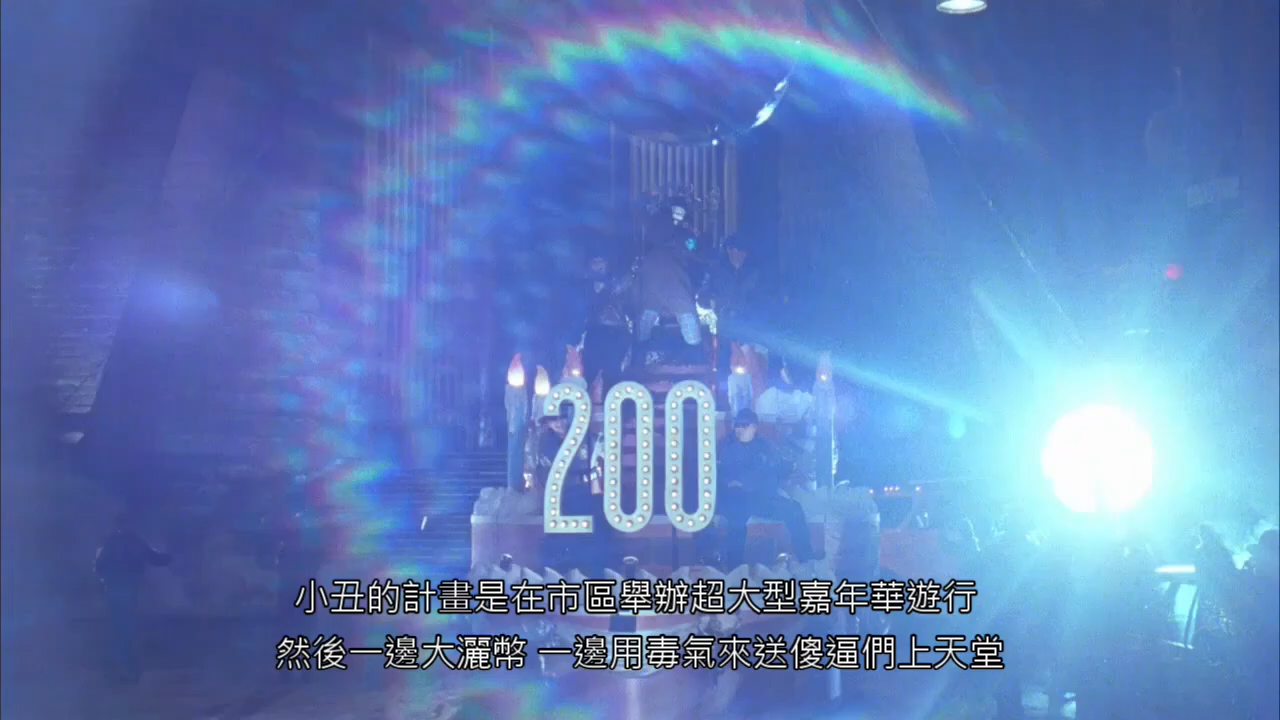 200
小丑的計畫是在市區舉辦超大型嘉年華遊行
然後一邊大灑幣 一邊用毒氣來送傻逼們上天堂